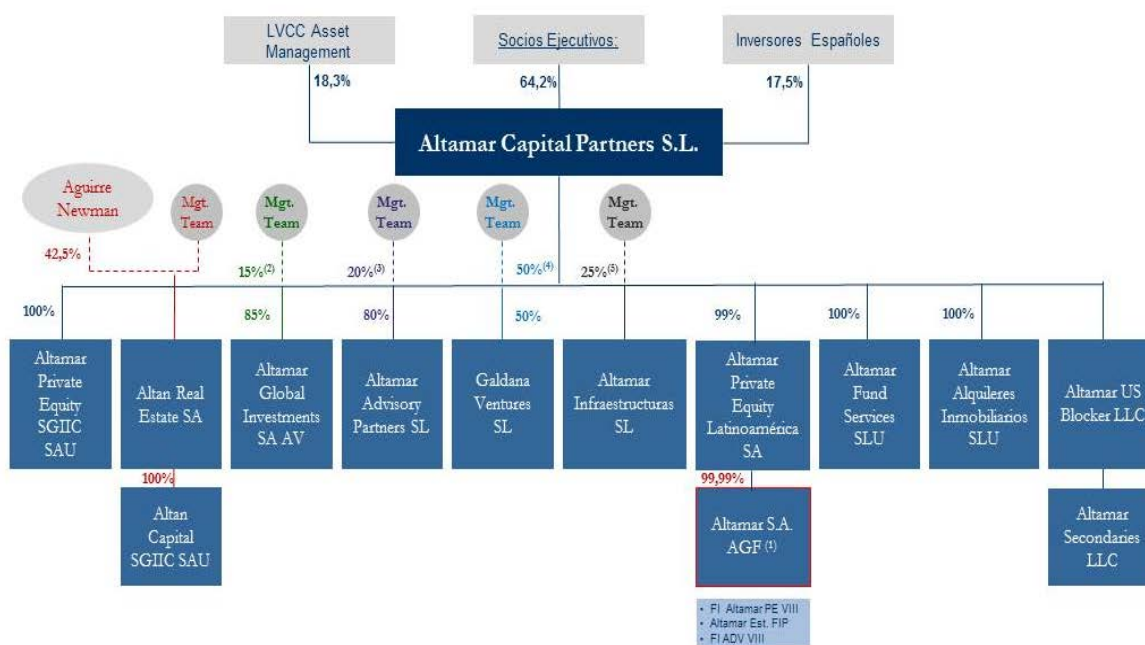 LVCC Asset
Management
Socios Ejecutivos:
Inversores Españoles
18,3%
64,2%
17,5%
Altamar Capital Partners S.L.
Aguirre
Newman
Mgt.
Team
Mgt.
Team
Mgt.
Team
Mgt.
Team
Mgt.
Team
42,5%
15%(2)
20%(3)
50%(4)
25%(5)
100%
85%
80%
50%
99%
100%
100%
Altamar
Private
Equity
SGIIC
SAU
Altan Real
Estate SA
Altamar
Global
Investments
SA AV
Altamar
Advisory
Partners SL
Galdana
Ventures
SL
Altamar
Infraestructuras
SL
Altamar
Private
Equity
Latinoamérica
SA
Altamar
Fund
Services
SLU
Altamar
Alquileres
Inmobiliarios
SLU
Altamar US
Blocker LLC
100%
99,99%
Altan
Capital
SGIIC SAU
Altamar S.A.
AGF (1)
Altamar
Secondaries
LLC
• FI Altamar PE VIII
• Altamar Est. FIP
• FI ADV VIII